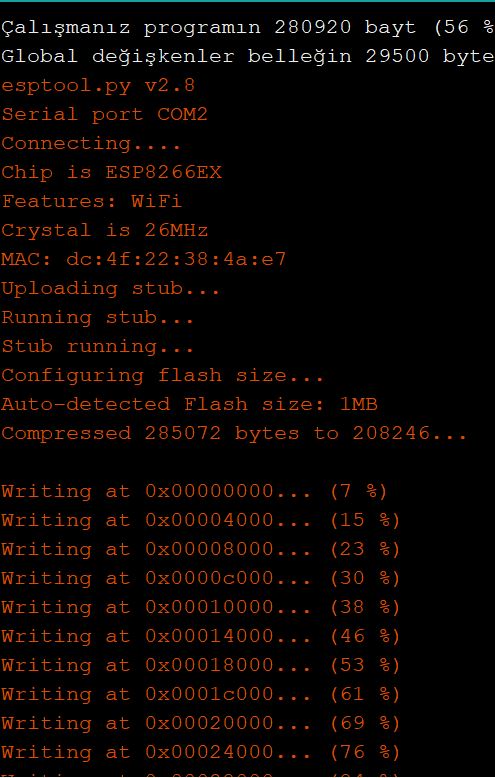 Çalışmanız programın 280920 bayt (56 %
Global değişkenler belleğin 29500 byte
esptool.py v2.8
Serial port COM2
Connecting....
Chip is ESP8266EX
Features: WiFi
Crystal is 26MHz
MAC: dc:4f:22:38:4a:e7
Uploading stub...
Running stub...
Stub running...
Configuring flash size...
Auto-detected Flash size: 1MB
Compressed 285072 bytes to 208246...
Writing at 0x00000000... (7 %)
Writing at 0x00004000... (15 %)
Writing at 0x00008000... (23 %)
Writing at 0x0000c000... (30 %)
Writing at 0x00010000... (38 %)
Writing at 0x00014000... (46 %)
Writing at 0x00018000... (53 %)
Writing at 0x0001c000... (61 %)
Writing at 0x00020000... (69 %)
Writing at 0x00024000... (76 %)